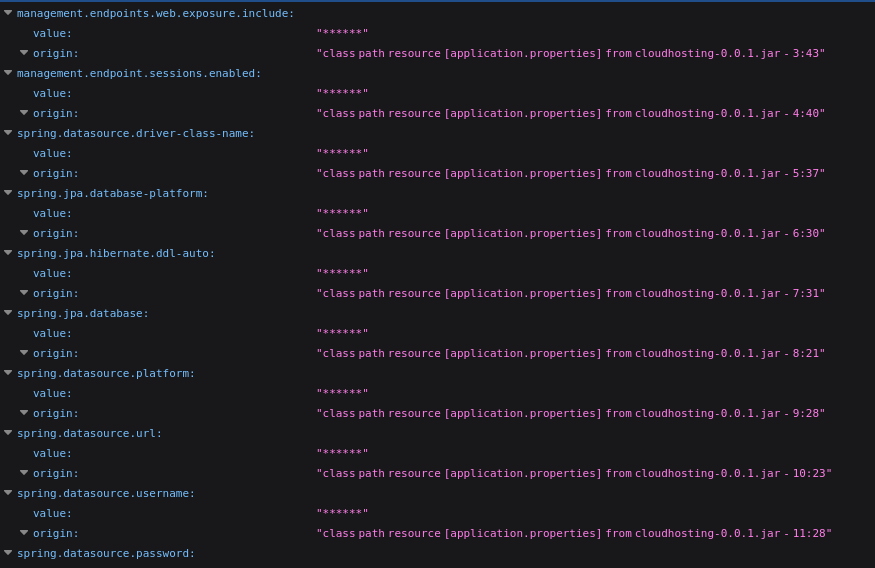 management.endpoints.web.exposure.include:
value: "******"
origin: "class path resource [application.properties] from cloudhosting-0.0.1.jar - 3:43"
management.endpoint.sessions.enabled:
value: "******"
origin: "class path resource [application.properties] from cloudhosting-0.0.1.jar - 4:40"
spring.datasource.driver-class-name:
value: "******"
origin: "class path resource [application.properties] from cloudhosting-0.0.1.jar - 5:37"
spring.jpa.database-platform:
value: "******"
origin: "class path resource [application.properties] from cloudhosting-0.0.1.jar - 6:30"
spring.jpa.hibernate.ddl-auto:
value: "******"
origin: "class path resource [application.properties] from cloudhosting-0.0.1.jar - 7:31"
spring.jpa.database:
value: "******"
origin: "class path resource [application.properties] from cloudhosting-0.0.1.jar - 8:21"
spring.datasource.platform:
value: "******"
origin: "class path resource [application.properties] from cloudhosting-0.0.1.jar - 9:28"
spring.datasource.url:
value: "******"
origin: "class path resource [application.properties] from cloudhosting-0.0.1.jar - 10:23"
spring.datasource.username:
value: "******"
origin: "class path resource [application.properties] from cloudhosting-0.0.1.jar - 11:28"
spring.datasource.password: